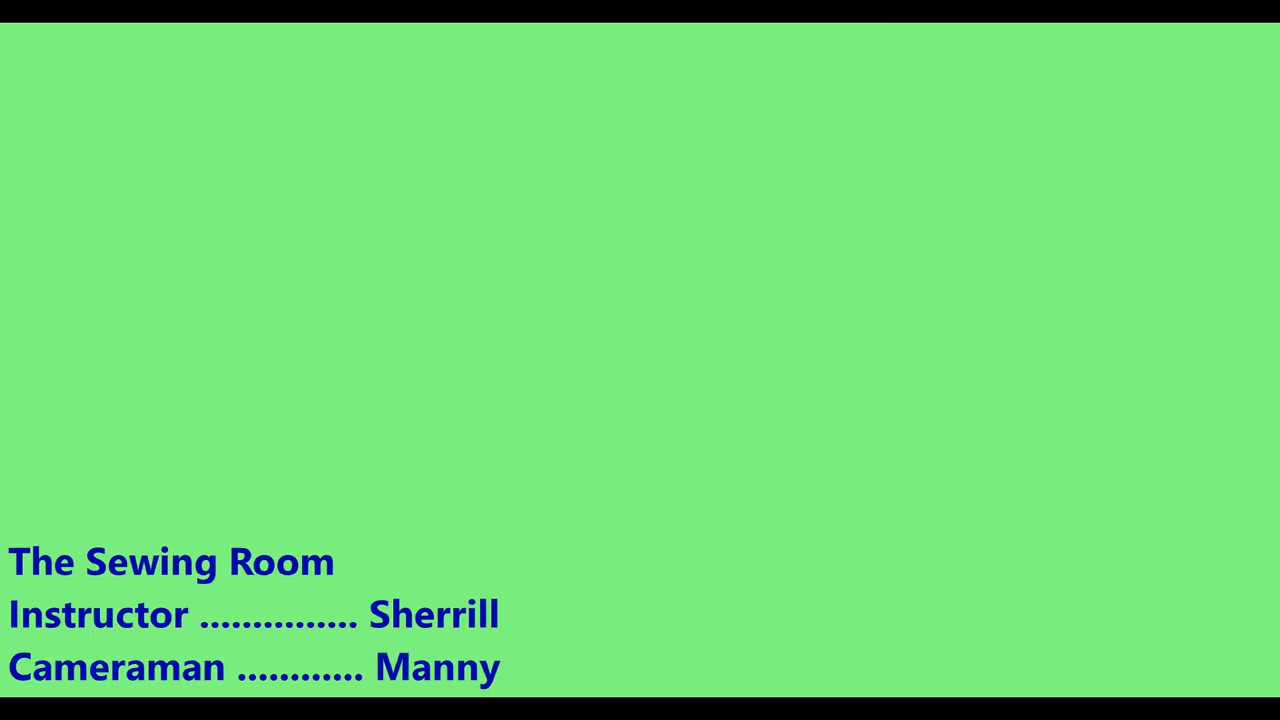 The Sewing Room
Instructor ............... Sherrill
Cameraman ............ Manny